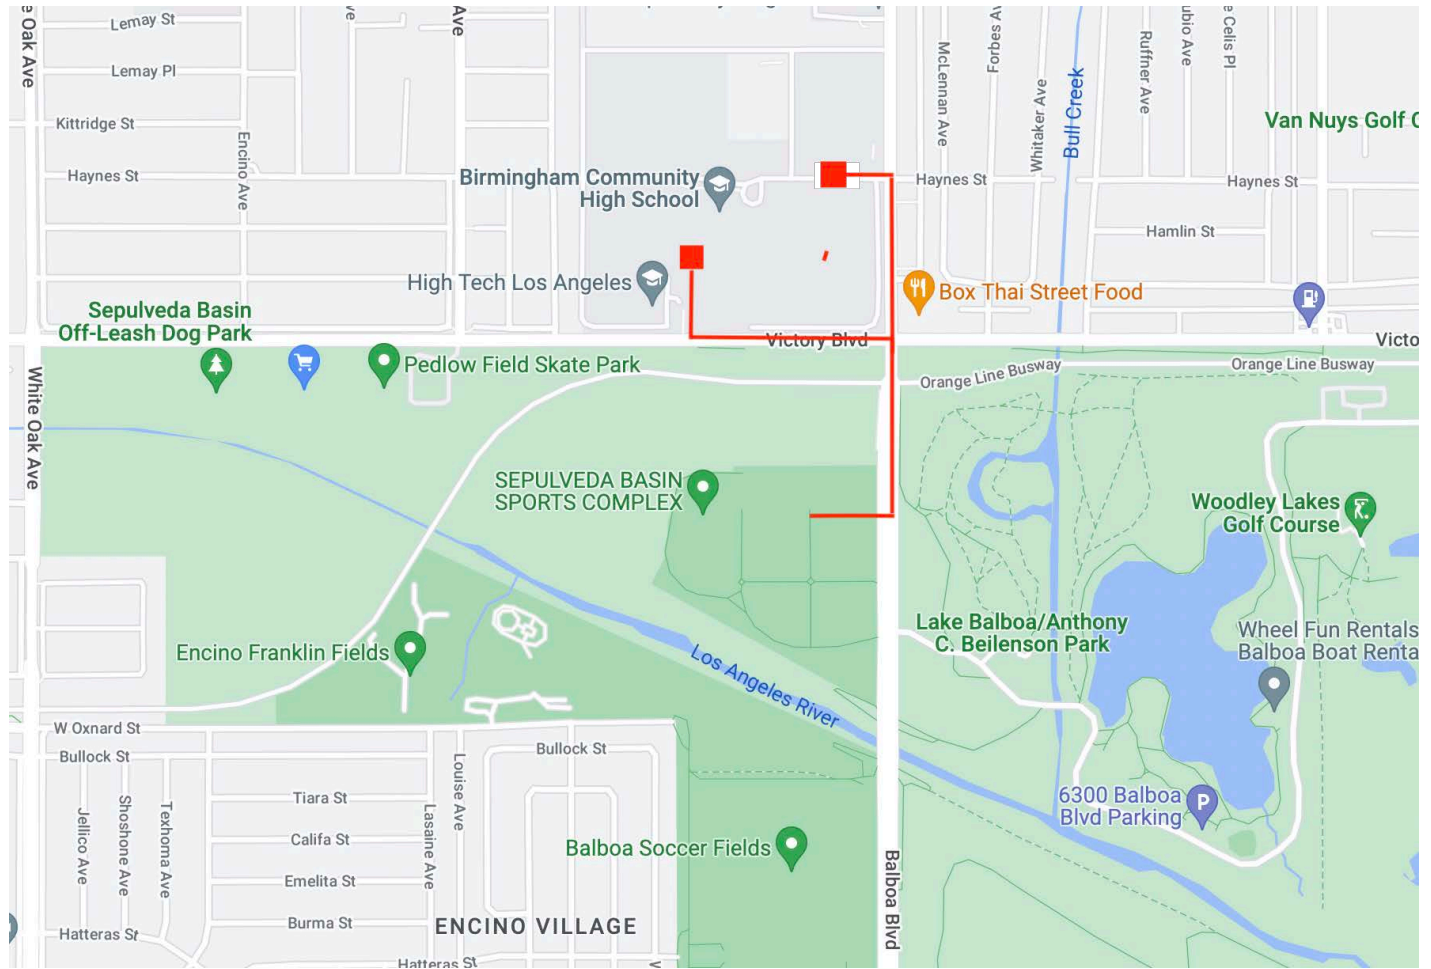 Lemay St
Lemay Pl
Kittridge St
Haynes St
Encino Ave
Oak Ave
Ave
McLennan Ave
Whitaker Ave
Bull Creek
Ruffner Ave
Van Nuys Golf
Birmingham Community
High School
Haynes St
Haynes St
Hamlin St
High Tech Los Angeles
Box Thai Street Food
Sepulveda Basin
Off-Leash Dog Park
Victory Blvd
Victo
Pedlow Field Skate Park
Orange Line Busway
Orange Line Busway
White Oak Ave
SEPULVEDA BASIN
SPORTS COMPLEX
Woodley Lakes
Golf Course
Lake Balboa/Anthony
C. Beilenson Park
Wheel Fun Rentals
Balboa Boat Renta
Encino Franklin Fields
Los Angeles River
W Oxnard St
Bullock St
Bullock St
Jellico Ave
Shoshone Ave
Texhoma Ave
Tiara St
Califa St
Emelita St
Burma St
Lasaine Ave
Louise Ave
6300 Balboa
Blvd Parking
P
Balboa Soccer Fields
Balboa Blvd
ENCINO VILLAGE
Hatteras St
Hatteras St